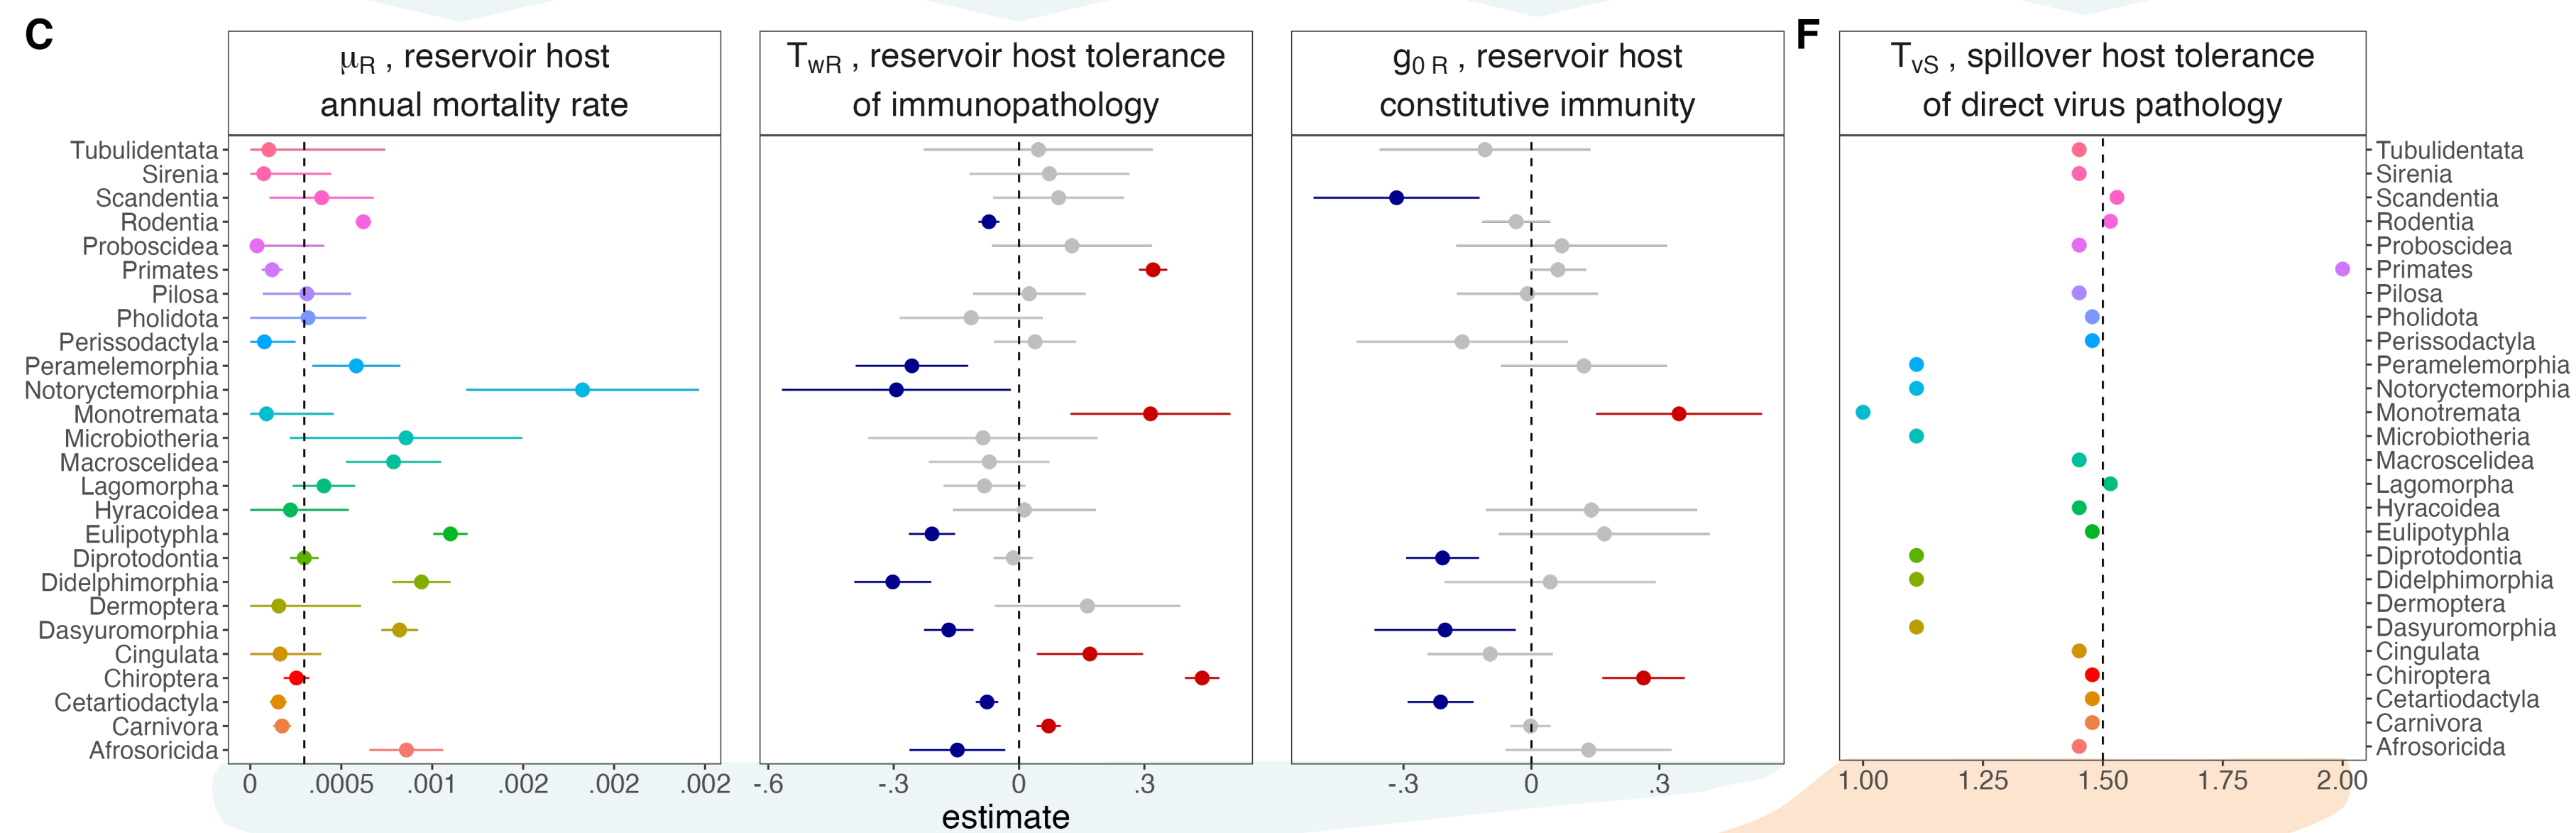 C
μR , reservoir host
annual mortality rate
TwR , reservoir host tolerance
of immunopathology
g0 R , reservoir host
constitutive immunity
F
TvS , spillover host tolerance
of direct virus pathology
Tubulidentata
Sirenia
Scandentia
Rodentia
Proboscidea
Primates
Pilosa
Pholidota
Perissodactyla
Peramelemorphia
Notoryctemorphia
Monotremata
Microbiotheria
Macroscelidea
Lagomorpha
Hyracoidea
Eulipotyphla
Diprotodontia
Didelphimorphia
Dermoptera
Dasyuromorphia
Cingulata
Chiroptera
Cetartiodactyla
Carnivora
Afrosoricida
0 .0005 .001 .002 .002 .002
-.6 -.3 0 .3
-.3 0 .3
estimate
Tubulidentata
Sirenia
Scandentia
Rodentia
Proboscidea
Primates
Pilosa
Pholidota
Perissodactyla
Peramelemorphia
Notoryctemorphia
Monotremata
Microbiotheria
Macroscelidea
Lagomorpha
Hyracoidea
Eulipotyphla
Diprotodontia
Didelphimorphia
Dermoptera
Dasyuromorphia
Cingulata
Chiroptera
Cetartiodactyla
Carnivora
Afrosoricida
1.00 1.25 1.50 1.75 2.00